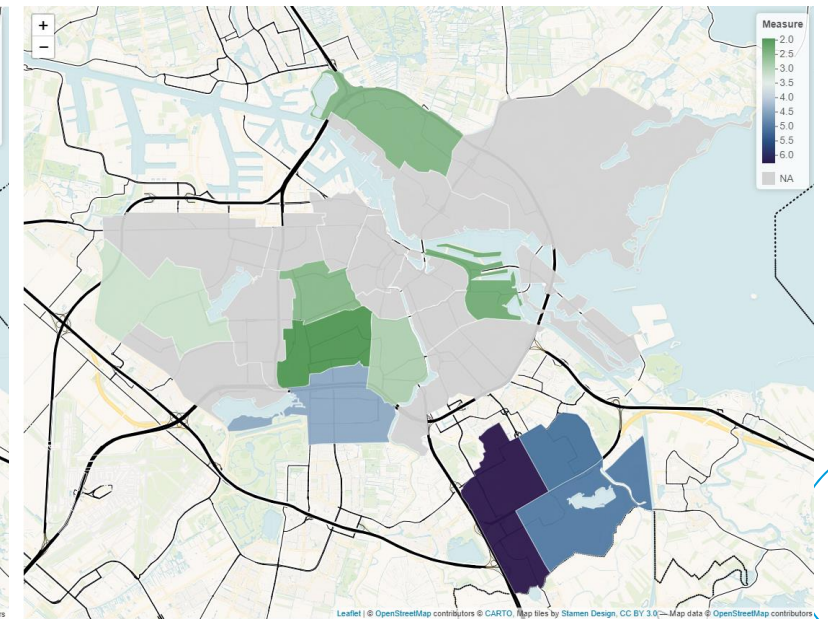 +
−
Measure
2.0
2.5
3.0
3.5
4.0
4.5
5.0
5.5
6.0
NA
es
Leaflet | © OpenStreetMap contributors © CARTO, Map tiles by Stamen Design, CC BY 3.0 — Map data © OpenStreetMap contributors